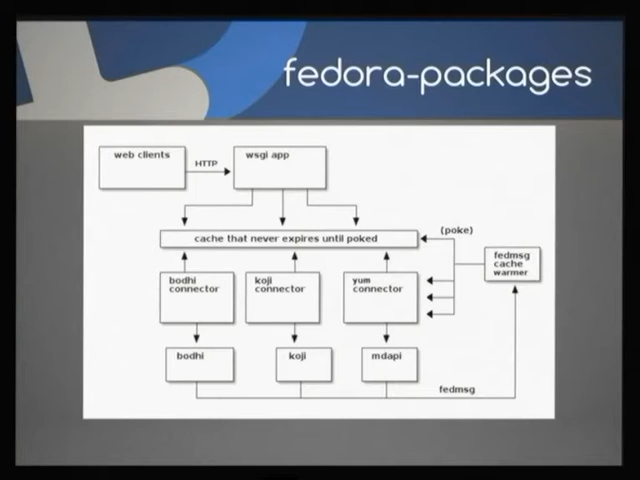 fedora-packages
web clients
HTTP
wsgi app
cache that never expires until poked
(poke)
bodhi
connector
koji
connector
yum
connector
fedmsg
cache
warmer
bodhi
koji
mdapi
fedmsg